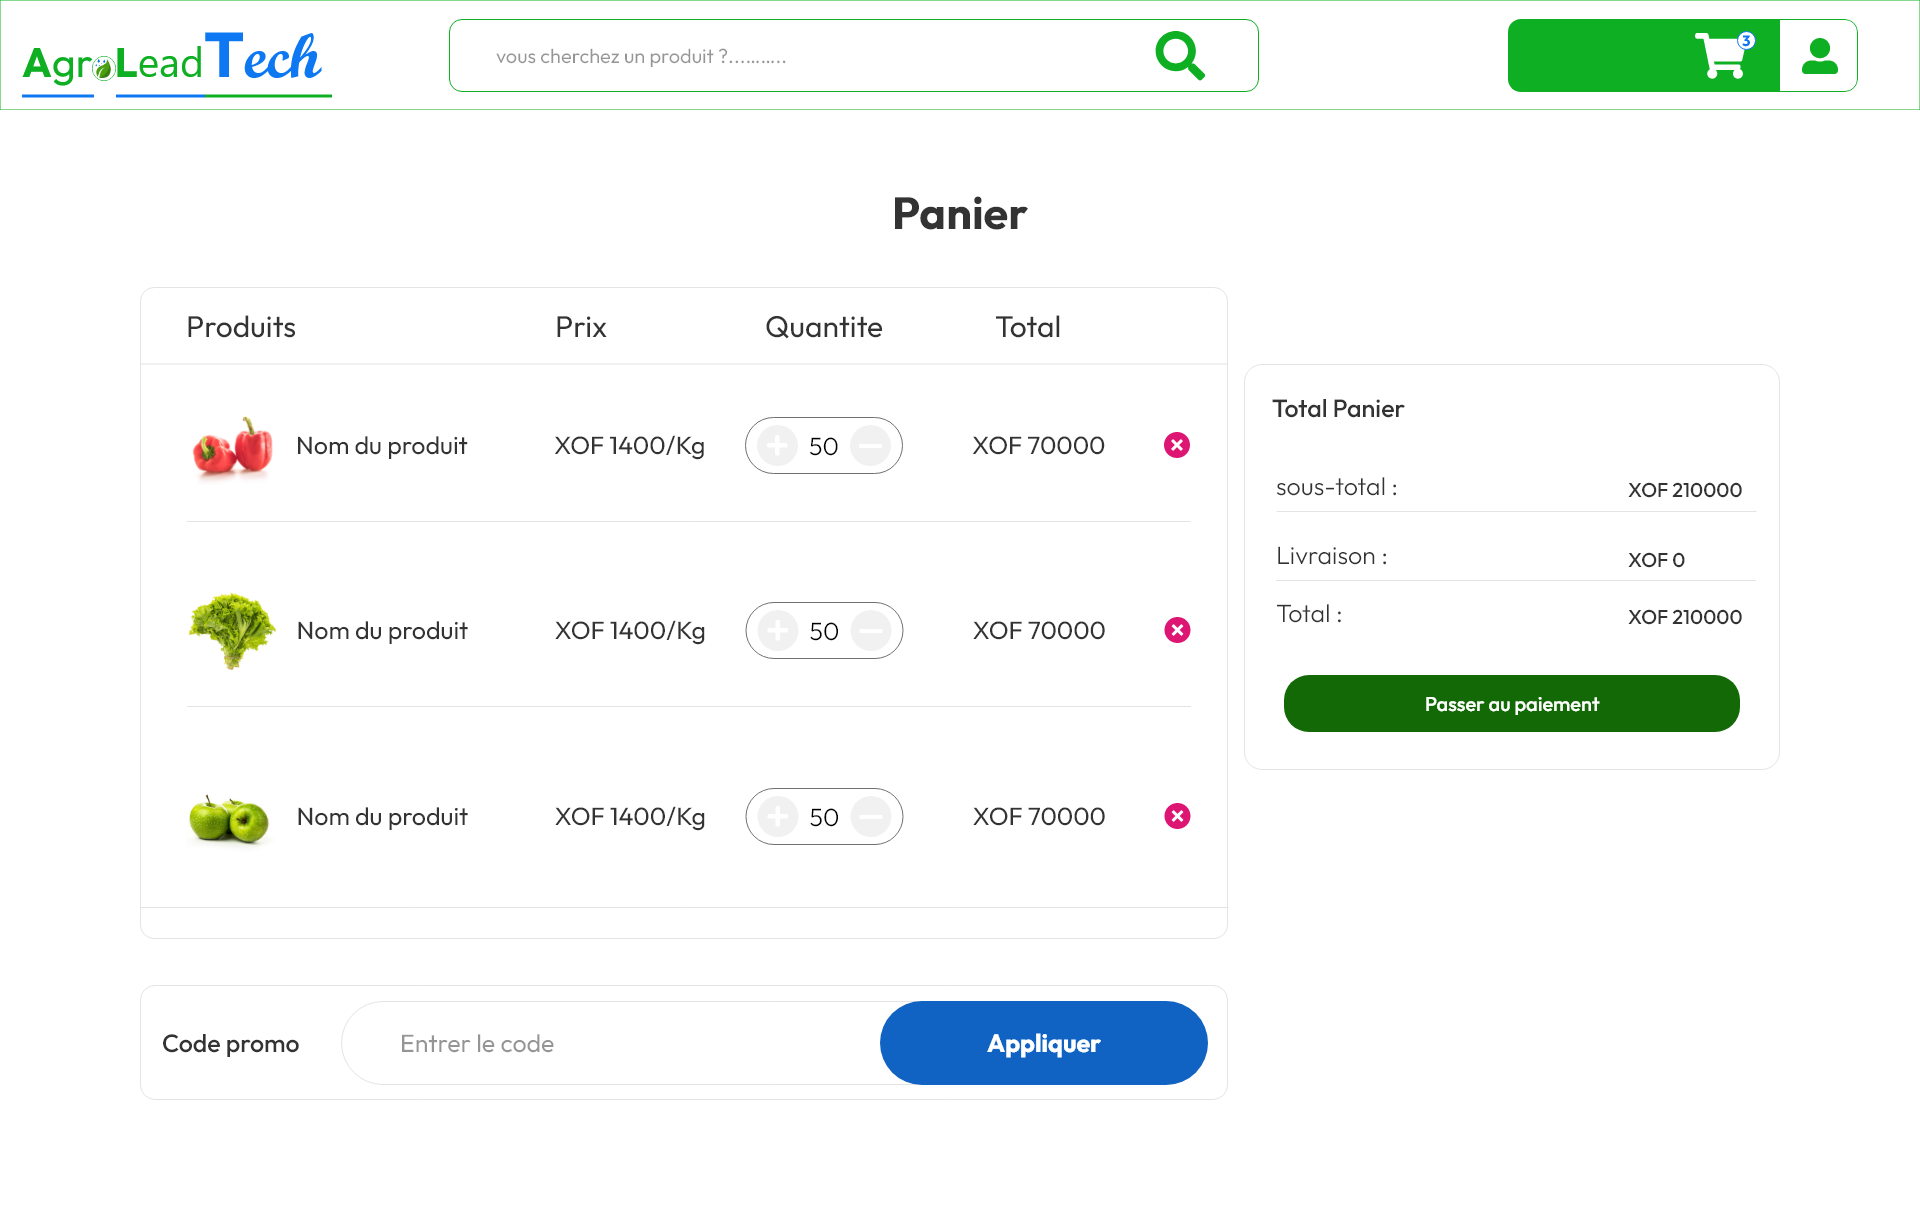 AgroLead Tech
vous cherchez un produit ?...........
3
Panier
Produits Prix Quantite Total
Nom du produit XOF 1400/Kg 50 XOF 70000
Nom du produit XOF 1400/Kg 50 XOF 70000
Nom du produit XOF 1400/Kg 50 XOF 70000
Total Panier
sous-total : XOF 210000
Livraison : XOF 0
Total : XOF 210000
Passer au paiement
Code promo Entrer le code Appliquer